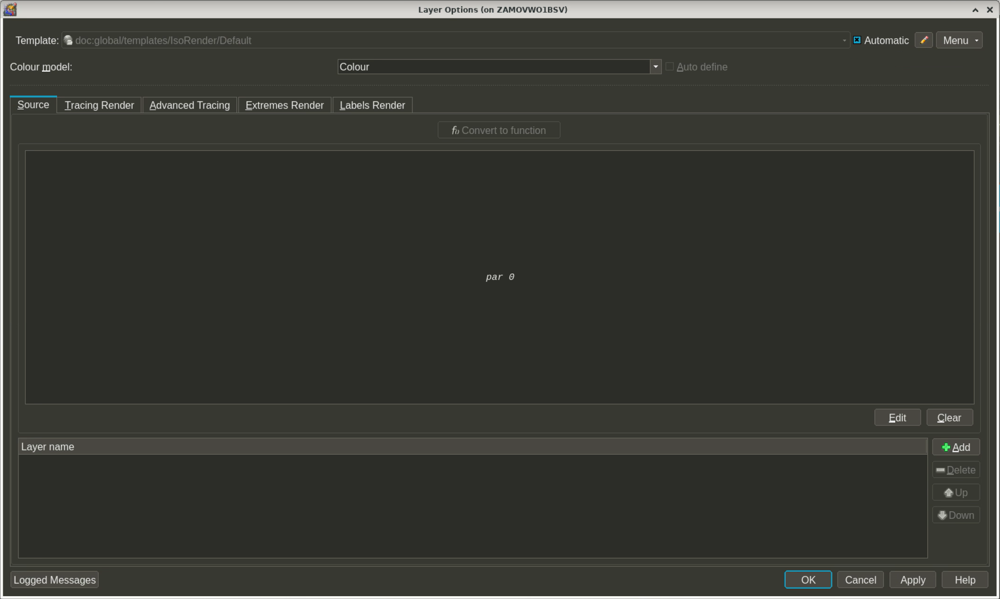 Layer Options (on ZAMOVWO1BSV)
Template: doc:global/templates/IsoRender/Default Automatic Menu
Colour model: Colour Auto define
Source Tracing Render Advanced Tracing Extremes Render Labels Render
f() Convert to function
par 0
Edit Clear
Layer name
Add
Delete
Up
Down
Logged Messages OK Cancel Apply Help